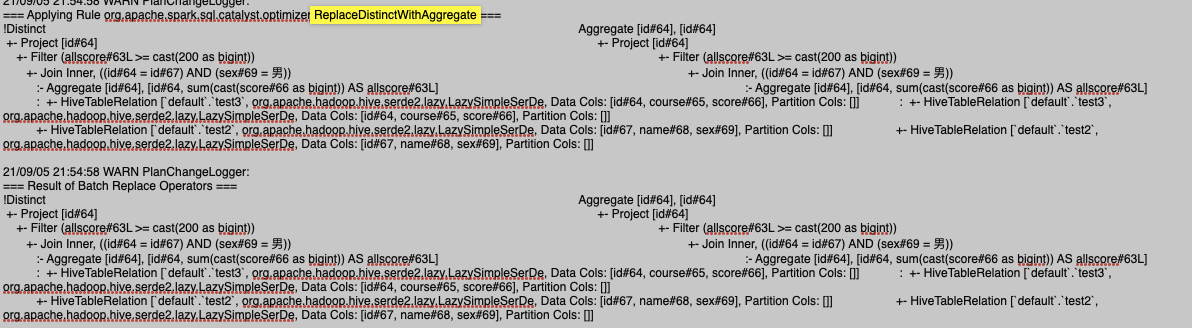 21/09/05 21:54:58 WARN PlanChangeLogger:
=== Applying Rule org.apache.spark.sql.catalyst.optimizer ReplaceDistinctWithAggregate ===
!Distinct Aggregate [id#64], [id#64]
+- Project [id#64] +- Project [id#64]
+- Filter (allscore#63L >= cast(200 as bigint)) +- Filter (allscore#63L >= cast(200 as bigint))
+- Join Inner, ((id#64 = id#67) AND (sex#69 = 男)) +- Join Inner, ((id#64 = id#67) AND (sex#69 = 男))
:- Aggregate [id#64], [id#64, sum(cast(score#66 as bigint)) AS allscore#63L] :- Aggregate [id#64], [id#64, sum(cast(score#66 as bigint)) AS allscore#63L]
: +- HiveTableRelation [`default`.`test3`, org.apache.hadoop.hive.serde2.lazy.LazySimpleSerDe, Data Cols: [id#64, course#65, score#66], Partition Cols: []] : +- HiveTableRelation [`default`.`test3`,
org.apache.hadoop.hive.serde2.lazy.LazySimpleSerDe, Data Cols: [id#64, course#65, score#66], Partition Cols: []]
+- HiveTableRelation [`default`.`test2`, org.apache.hadoop.hive.serde2.lazy.LazySimpleSerDe, Data Cols: [id#67, name#68, sex#69], Partition Cols: []] +- HiveTableRelation [`default`.`test2`,
org.apache.hadoop.hive.serde2.lazy.LazySimpleSerDe, Data Cols: [id#67, name#68, sex#69], Partition Cols: []]
21/09/05 21:54:58 WARN PlanChangeLogger:
=== Result of Batch Replace Operators ===
!Distinct Aggregate [id#64], [id#64]
+- Project [id#64] +- Project [id#64]
+- Filter (allscore#63L >= cast(200 as bigint)) +- Filter (allscore#63L >= cast(200 as bigint))
+- Join Inner, ((id#64 = id#67) AND (sex#69 = 男)) +- Join Inner, ((id#64 = id#67) AND (sex#69 = 男))
:- Aggregate [id#64], [id#64, sum(cast(score#66 as bigint)) AS allscore#63L] :- Aggregate [id#64], [id#64, sum(cast(score#66 as bigint)) AS allscore#63L]
: +- HiveTableRelation [`default`.`test3`, org.apache.hadoop.hive.serde2.lazy.LazySimpleSerDe, Data Cols: [id#64, course#65, score#66], Partition Cols: []] : +- HiveTableRelation [`default`.`test3`,
org.apache.hadoop.hive.serde2.lazy.LazySimpleSerDe, Data Cols: [id#64, course#65, score#66], Partition Cols: []]
+- HiveTableRelation [`default`.`test2`, org.apache.hadoop.hive.serde2.lazy.LazySimpleSerDe, Data Cols: [id#67, name#68, sex#69], Partition Cols: []] +- HiveTableRelation [`default`.`test2`,
org.apache.hadoop.hive.serde2.lazy.LazySimpleSerDe, Data Cols: [id#67, name#68, sex#69], Partition Cols: []]